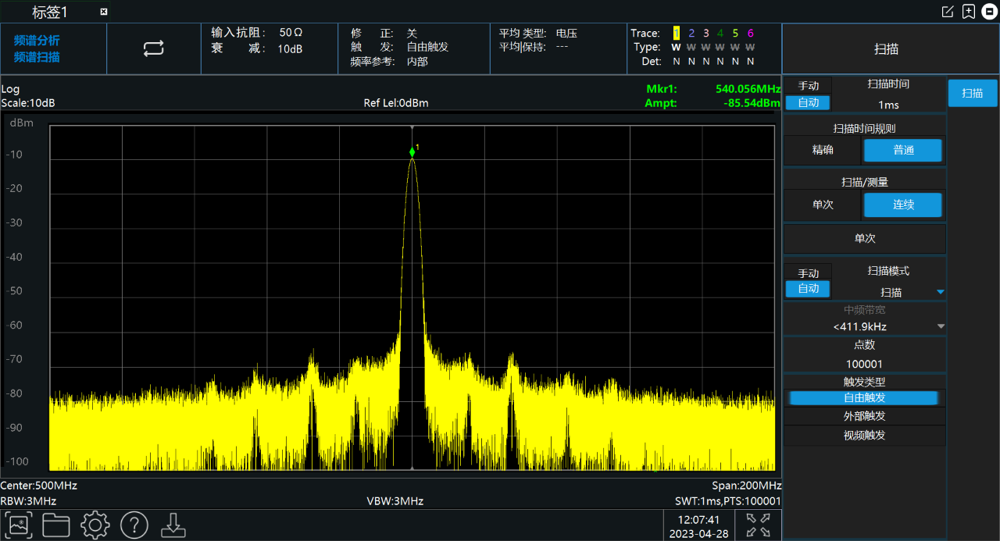 标签1
频谱分析
频谱扫描
输入抗阻: 50Ω
衰 减: 10dB
修 正: 关
触 发: 自由触发
频率参考: 内部
平均 类型: 电压
平均|保持: ---
Trace: 1 2 3 4 5 6
Type: W W W W W W
Det: N N N N N N
扫描
Log
Scale:10dB
Ref Lel:0dBm
Mkr1: 540.056MHz
Ampt: -85.54dBm
dBm
-10
-20
-30
-40
-50
-60
-70
-80
-90
-100
1
Center:500MHz
Span:200MHz
RBW:3MHz
VBW:3MHz
SWT:1ms,PTS:100001
12:07:41
2023-04-28
手动
自动
扫描时间
1ms
扫描时间规则
精确
普通
扫描/测量
单次
连续
单次
手动
自动
扫描模式
扫描
中频带宽
<411.9kHz
点数
100001
触发类型
自由触发
外部触发
视频触发
扫描